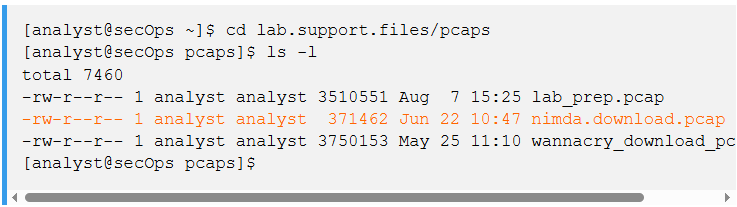 [analyst@secOps ~]$ cd lab.support.files/pcaps
[analyst@secOps pcaps]$ ls -l
total 7460
-rw-r--r-- 1 analyst analyst 3510551 Aug  7 15:25 lab_prep.pcap
-rw-r--r-- 1 analyst analyst  371462 Jun 22 10:47 nimda.download.pcap
-rw-r--r-- 1 analyst analyst 3750153 May 25 11:10 wannacry_download_pc
[analyst@secOps pcaps]$